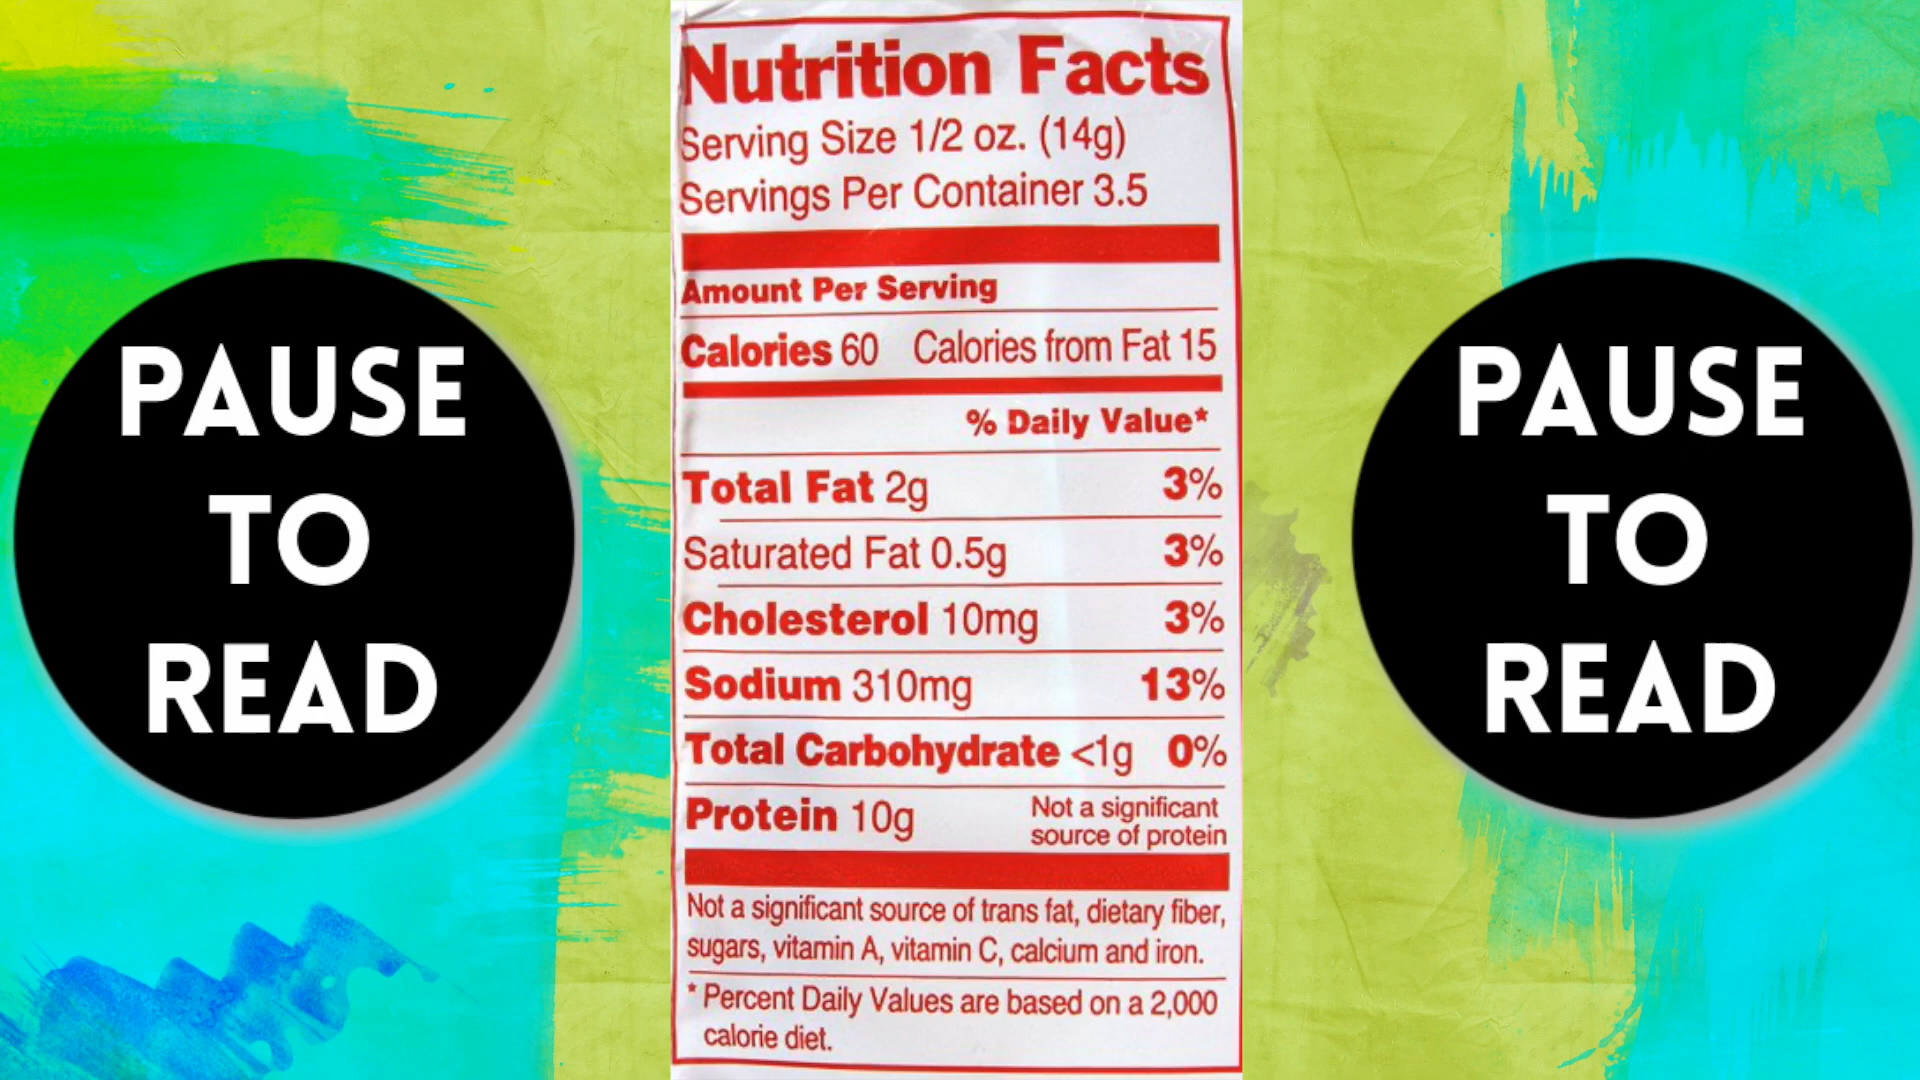 PAUSE
TO
READ
Nutrition Facts
Serving Size 1/2 oz. (14g)
Servings Per Container 3.5
Amount Per Serving
Calories 60 Calories from Fat 15
% Daily Value*
Total Fat 2g 3%
Saturated Fat 0.5g 3%
Cholesterol 10mg 3%
Sodium 310mg 13%
Total Carbohydrate <1g 0%
Protein 10g Not a significant
source of protein
Not a significant source of trans fat, dietary fiber,
sugars, vitamin A, vitamin C, calcium and iron.
* Percent Daily Values are based on a 2,000
calorie diet.
PAUSE
TO
READ